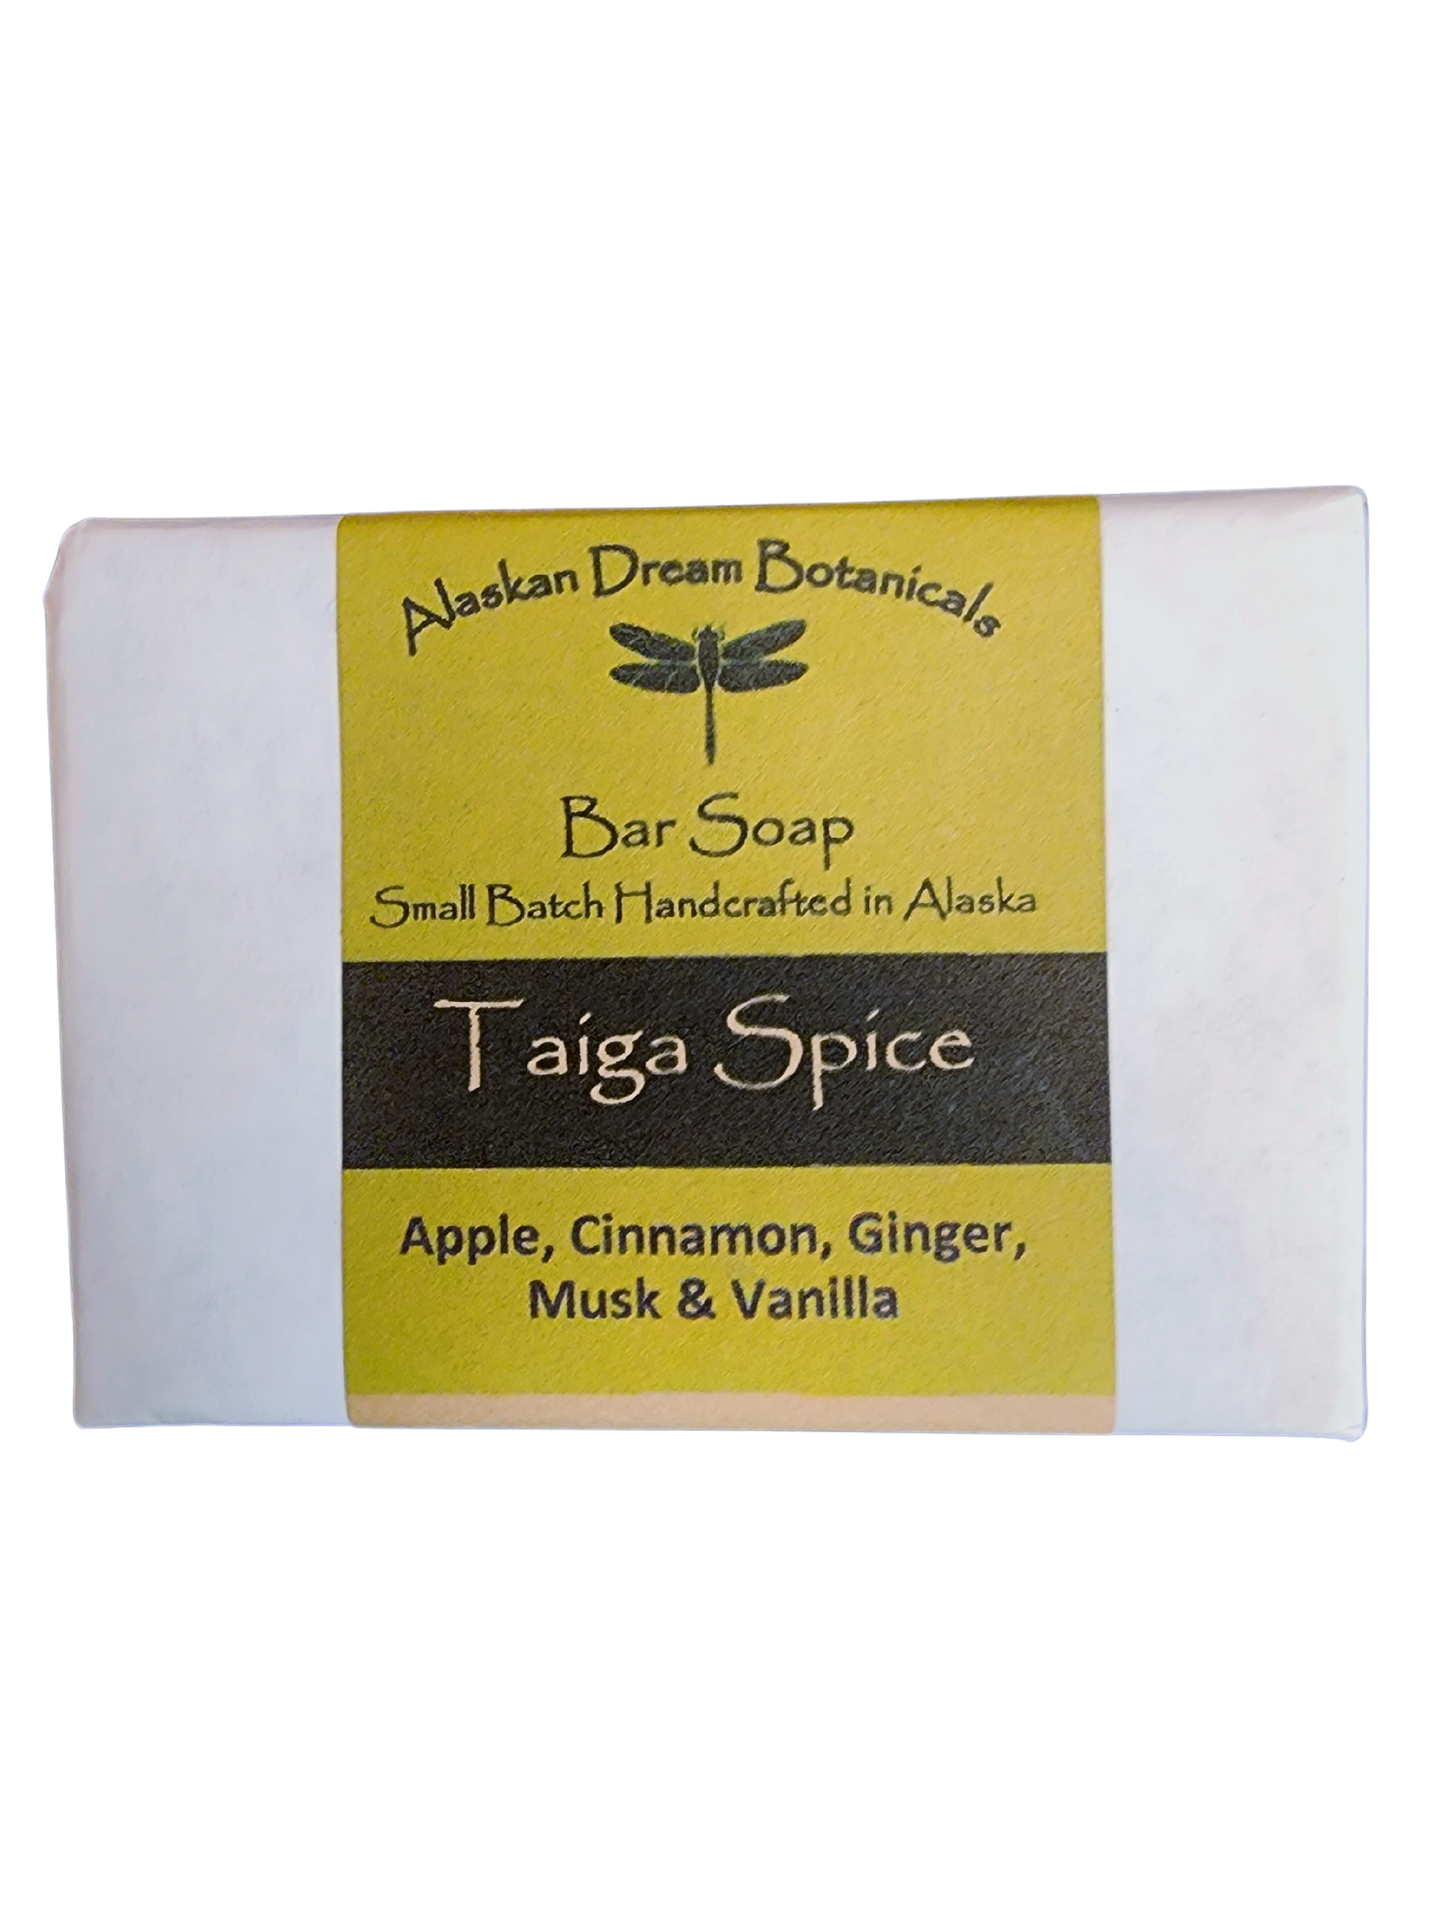 Alaskan Dream Botanicals
Bar Soap
Small Batch Handcrafted in Alaska
Taiga Spice
Apple, Cinnamon, Ginger,
Musk & Vanilla